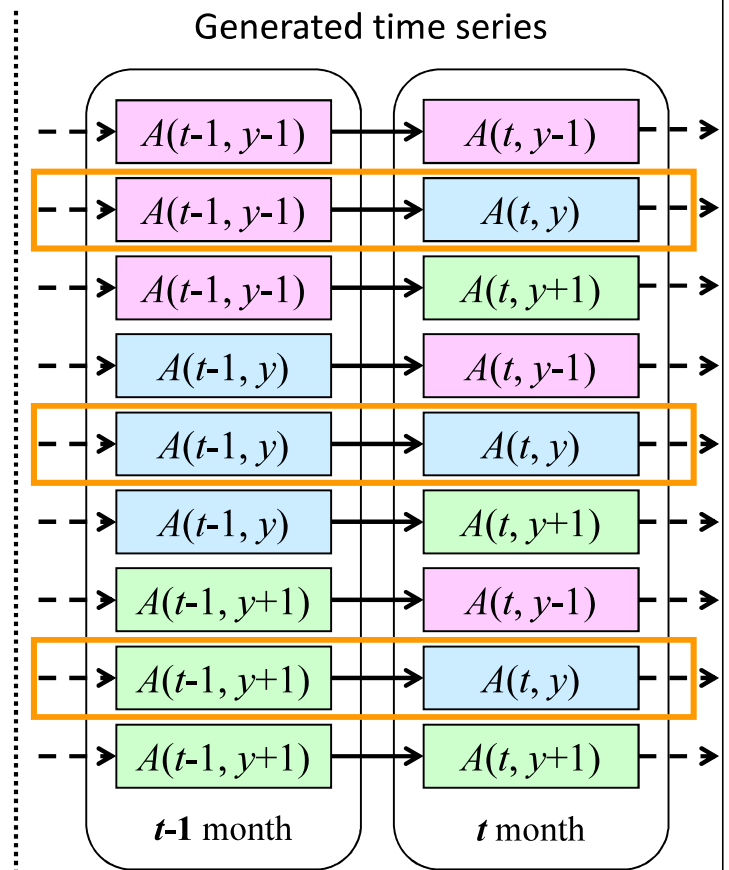 Generated time series
A(t-1, y-1) A(t, y-1)
A(t-1, y-1) A(t, y)
A(t-1, y-1) A(t, y+1)
A(t-1, y) A(t, y-1)
A(t-1, y) A(t, y)
A(t-1, y) A(t, y+1)
A(t-1, y+1) A(t, y-1)
A(t-1, y+1) A(t, y)
A(t-1, y+1) A(t, y+1)
t-1 month t month